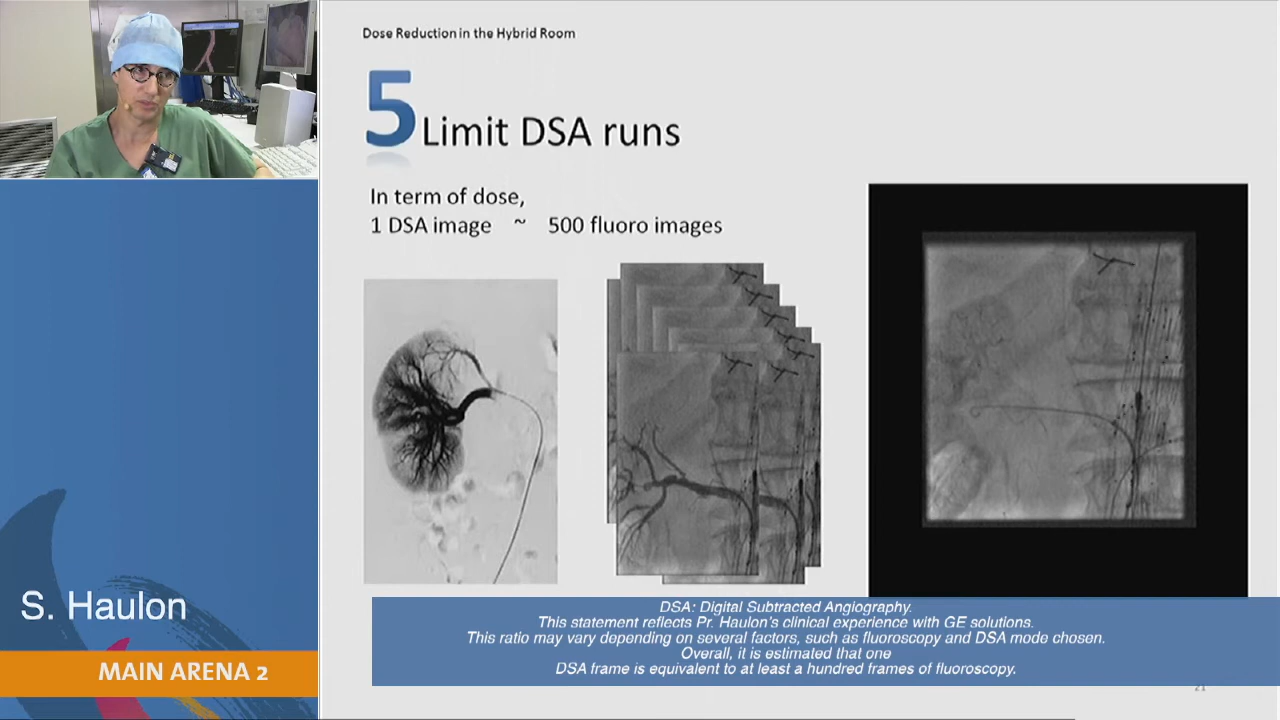 Dose Reduction in the Hybrid Room
5 Limit DSA runs
In term of dose,
1 DSA image ~ 500 fluoro images
S. Haulon
MAIN ARENA 2
DSA: Digital Subtracted Angiography.
This statement reflects Pr. Haulon's clinical experience with GE solutions.
This ratio may vary depending on several factors, such as fluoroscopy and DSA mode chosen.
Overall, it is estimated that one
DSA frame is equivalent to at least a hundred frames of fluoroscopy.
21